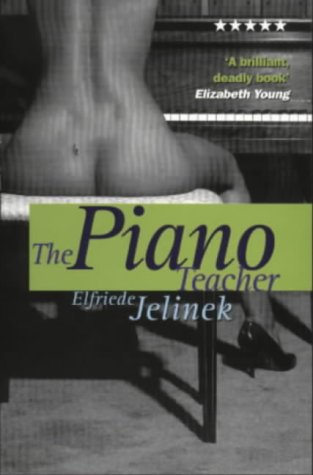 ★★★★★
‘A brilliant,
deadly book’
Elizabeth Young
The Piano
Teacher
Elfriede Jelinek